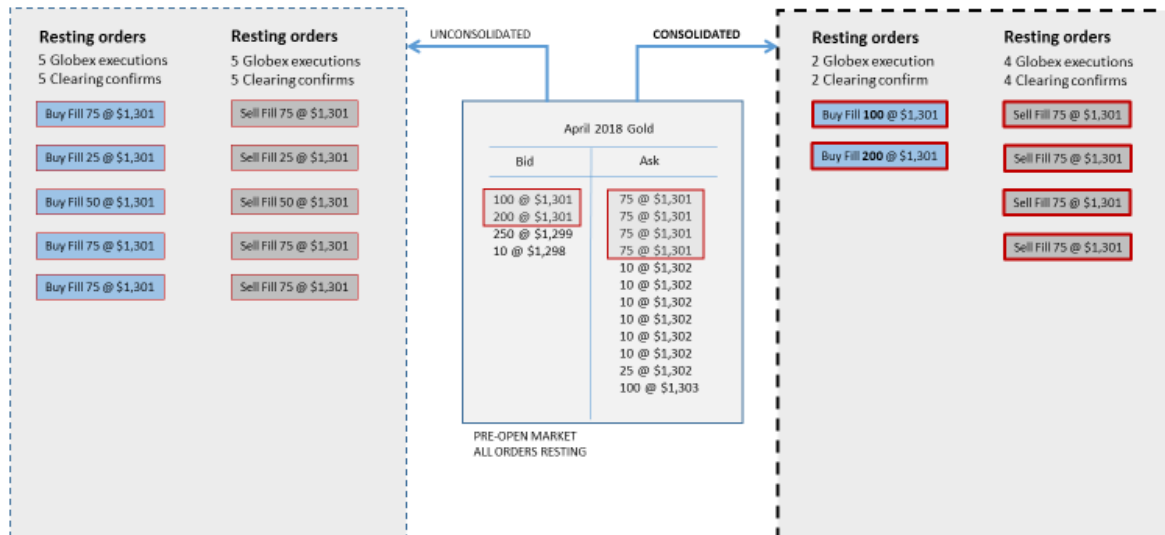 UNCONSOLIDATED
CONSOLIDATED
Resting orders
5 Globex executions
5 Clearing confirms
Buy Fill 75 @ $1,301
Buy Fill 25 @ $1,301
Buy Fill 50 @ $1,301
Buy Fill 75 @ $1,301
Buy Fill 75 @ $1,301
Resting orders
5 Globex executions
5 Clearing confirms
Sell Fill 75 @ $1,301
Sell Fill 25 @ $1,301
Sell Fill 50 @ $1,301
Sell Fill 75 @ $1,301
Sell Fill 75 @ $1,301
April 2018 Gold
Bid
100 @ $1,301
200 @ $1,301
250 @ $1,299
10 @ $1,298
Ask
75 @ $1,301
75 @ $1,301
75 @ $1,301
75 @ $1,301
10 @ $1,302
10 @ $1,302
10 @ $1,302
10 @ $1,302
10 @ $1,302
10 @ $1,302
25 @ $1,302
100 @ $1,303
PRE-OPEN MARKET
ALL ORDERS RESTING
Resting orders
2 Globex execution
2 Clearing confirm
Buy Fill 100 @ $1,301
Buy Fill 200 @ $1,301
Resting orders
4 Globex executions
4 Clearing confirms
Sell Fill 75 @ $1,301
Sell Fill 75 @ $1,301
Sell Fill 75 @ $1,301
Sell Fill 75 @ $1,301